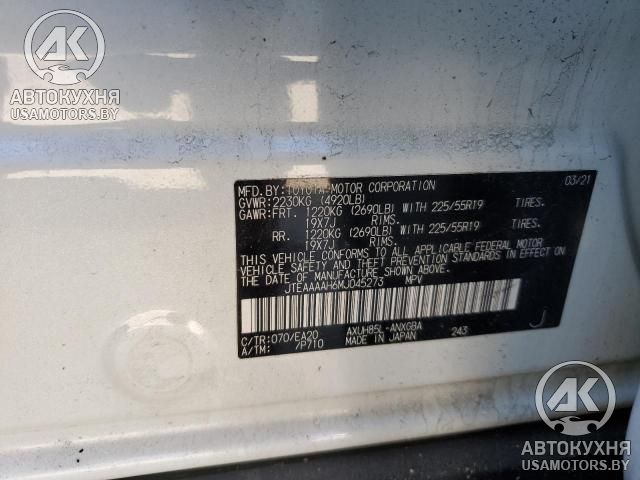 AK
АВТОКУХНЯ
USAMOTORS.BY
MFD. BY: TOYOTA MOTOR CORPORATION 03/21
GVWR: 2230KG (4920LB)
GAWR: FRT. 1220KG (2690LB) WITH 225/55R19 TIRES.
19X7J RIMS.
RR. 1220KG (2690LB) WITH 225/55R19 TIRES.
19X7J RIMS.
THIS VEHICLE CONFORMS TO ALL APPLICABLE FEDERAL MOTOR
VEHICLE SAFETY AND THEFT PREVENTION STANDARDS IN EFFECT ON
THE DATE OF MANUFACTURE SHOWN ABOVE.
JTEAAAAH6MJ045273 MPV
C/TR: 070/EA20 AXUH85L-ANXGBA
A/TM: /P710 MADE IN JAPAN 243 J
AK
АВТОКУХНЯ
USAMOTORS.BY